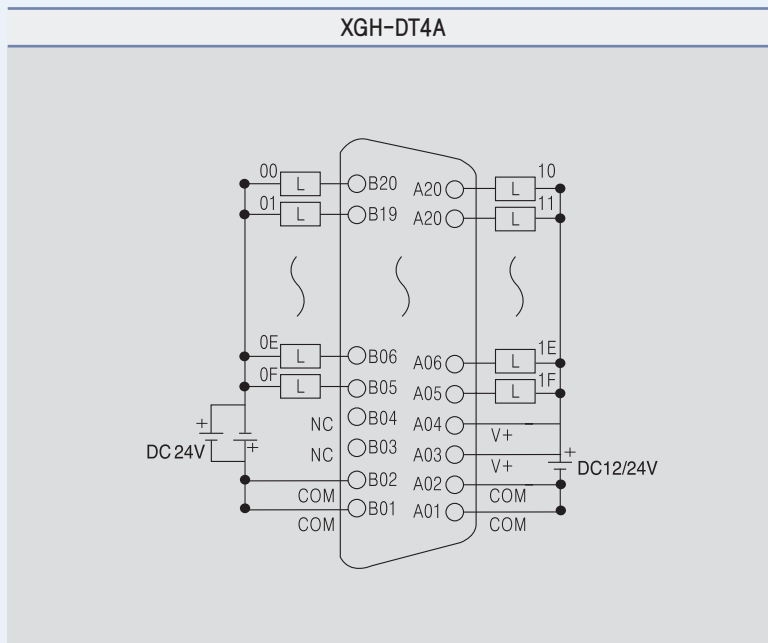 XGH-DT4A
00 L B20 A20 L 10
01 L B19 A20 L 11
0E L B06 A06 L 1E
0F L B05 A05 L 1F
NC B04 A04 V+ -
NC B03 A03 V+
+ + DC 24V
+ DC12/24V
COM B02 A02 COM
COM B01 A01 COM